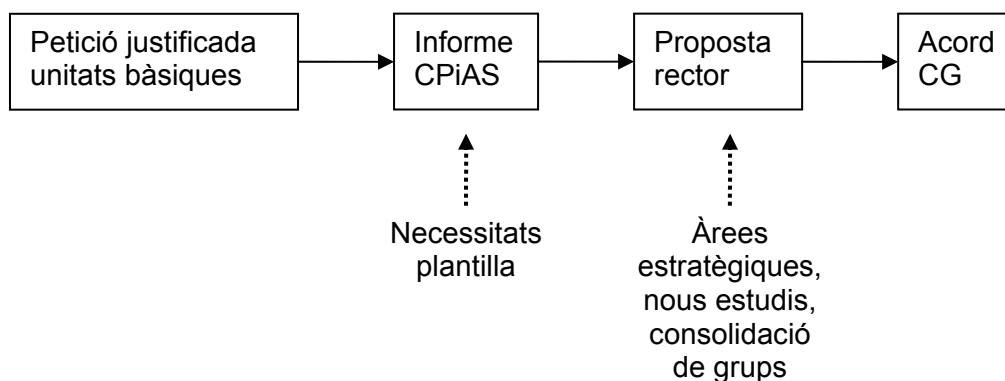 Petició justificada
unitats bàsiques
Informe
CPiAS
Proposta
rector
Acord
CG
Necessitats
plantilla
Àrees
estratègiques,
nous estudis,
consolidació
de grups